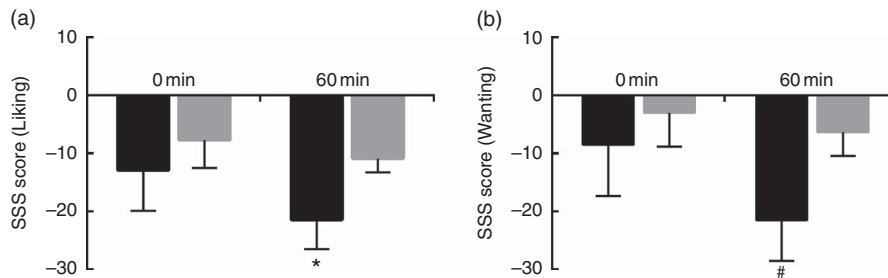 (a)
10
0
–10
–20
–30
SSS score (Liking)
0 min
60 min
*
(b)
10
0
–10
–20
–30
SSS score (Wanting)
0 min
60 min
#